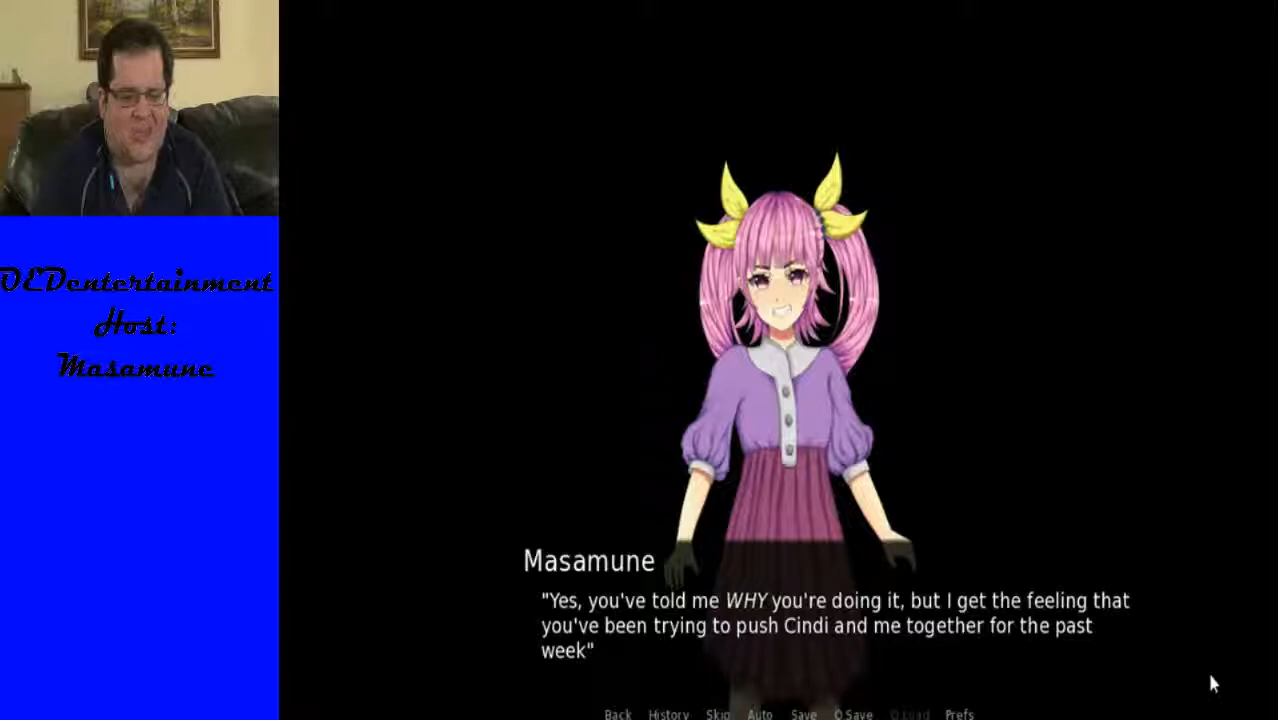 OEDentertainment
Host:
Masamune
Masamune
"Yes, you've told me WHY you're doing it, but I get the feeling that
you've been trying to push Cindi and me together for the past
week"
Back History Skip Auto Save Q.Save Q.Load Prefs